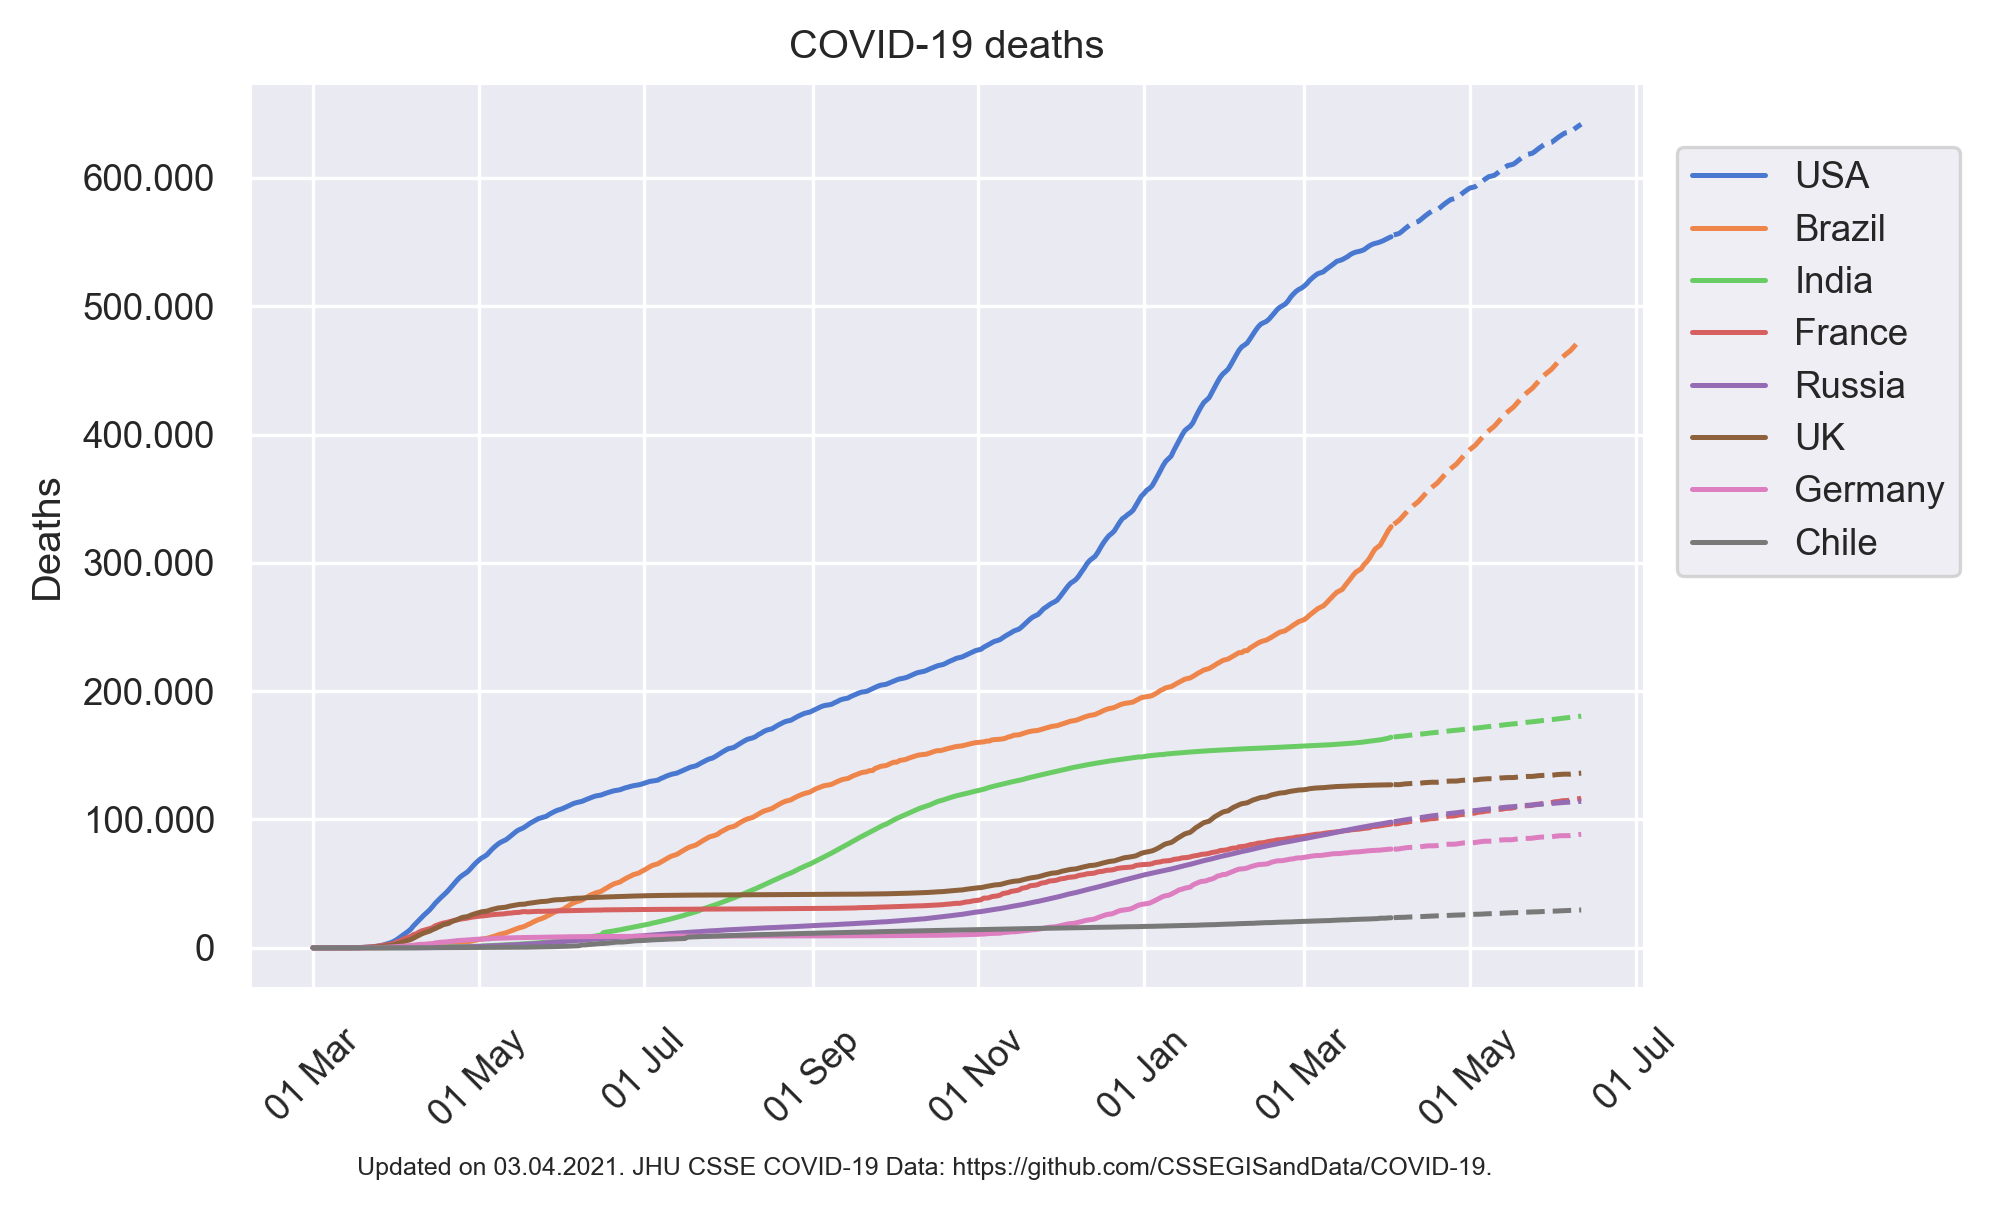 COVID-19 deaths
600.000
500.000
400.000
300.000
200.000
100.000
0
Deaths
01 Mar
01 May
01 Jul
01 Sep
01 Nov
01 Jan
01 Mar
01 May
01 Jul
USA
Brazil
India
France
Russia
UK
Germany
Chile
Updated on 03.04.2021. JHU CSSE COVID-19 Data: https://github.com/CSSEGISandData/COVID-19.